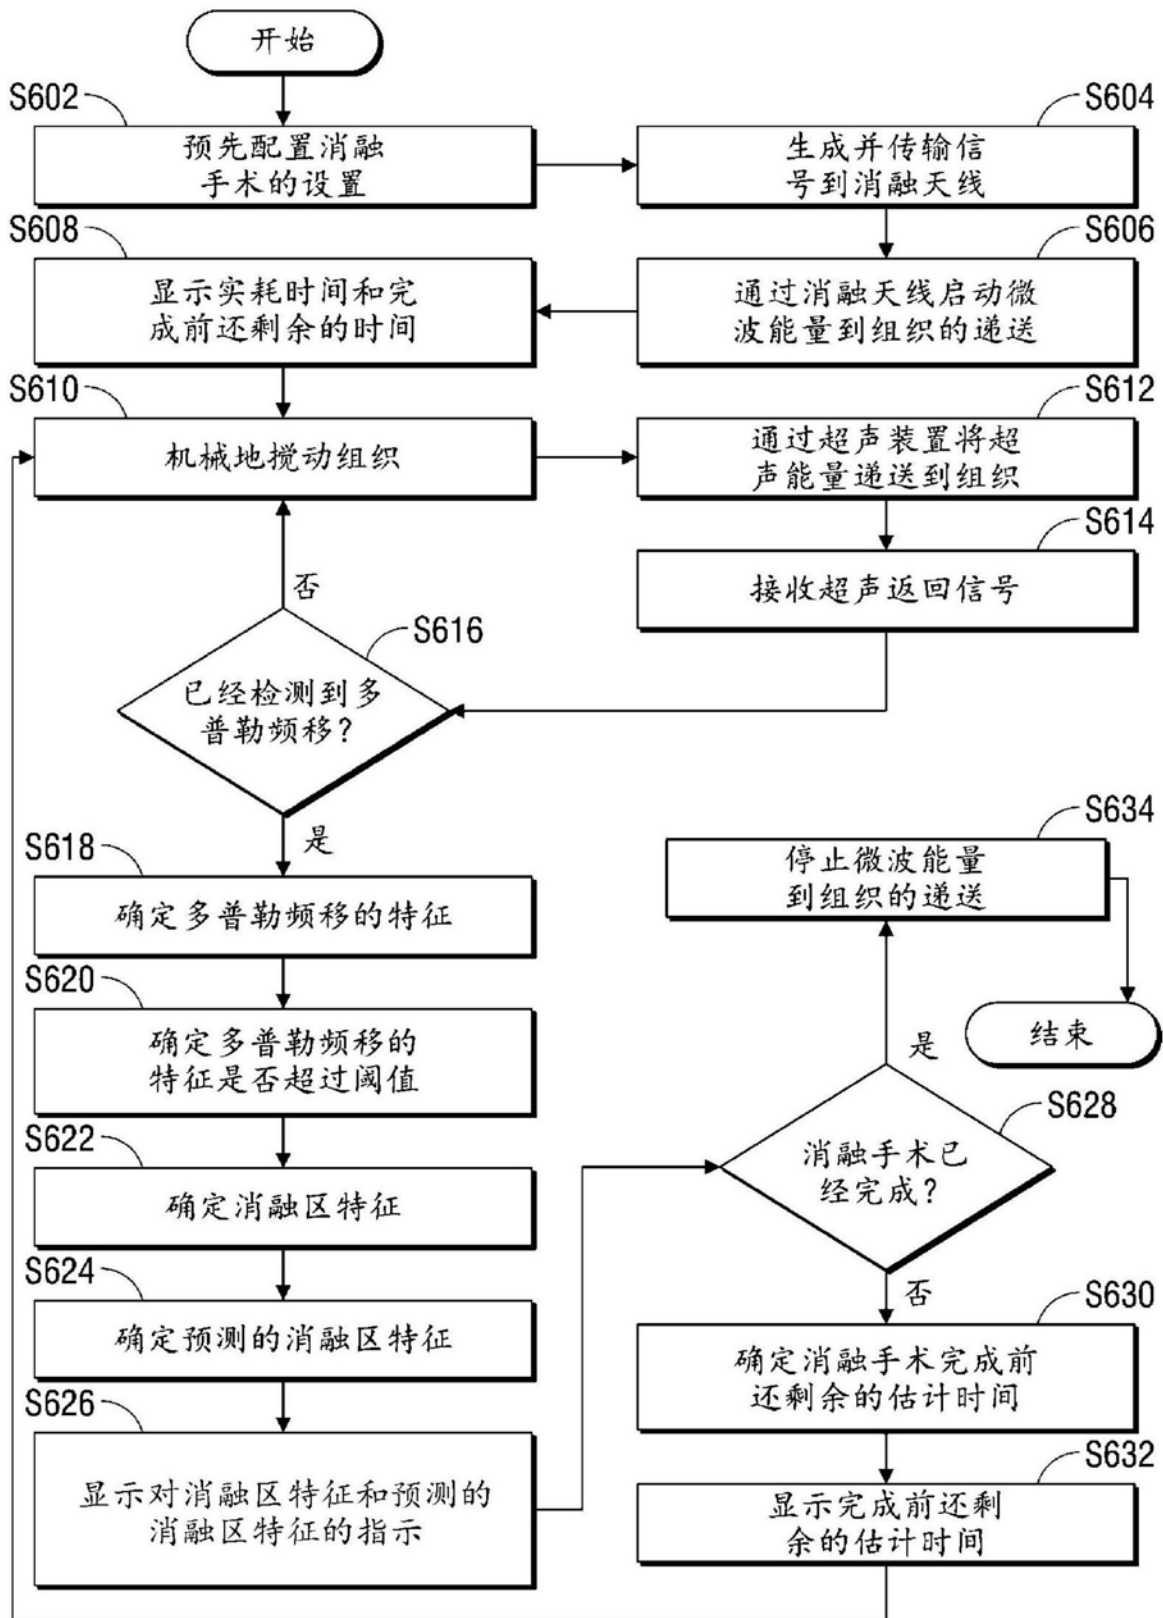 开始
S602
预先配置消融
手术的设置
S604
生成并传输信
号到消融天线
S606
通过消融天线启动微
波能量到组织的递送
S608
显示实耗时间和完
成前还剩余的时间
S610
机械地搅动组织
S612
通过超声装置将超
声能量递送到组织
S614
接收超声返回信号
S616
已经检测到多
普勒频移?
否
是
S618
确定多普勒频移的特征
S620
确定多普勒频移的
特征是否超过阈值
S622
确定消融区特征
S624
确定预测的消融区特征
S626
显示对消融区特征和预测的
消融区特征的指示
S628
消融手术已
经完成?
是
S634
停止微波能量
到组织的递送
结束
否
S630
确定消融手术完成前
还剩余的估计时间
S632
显示完成前还剩
余的估计时间